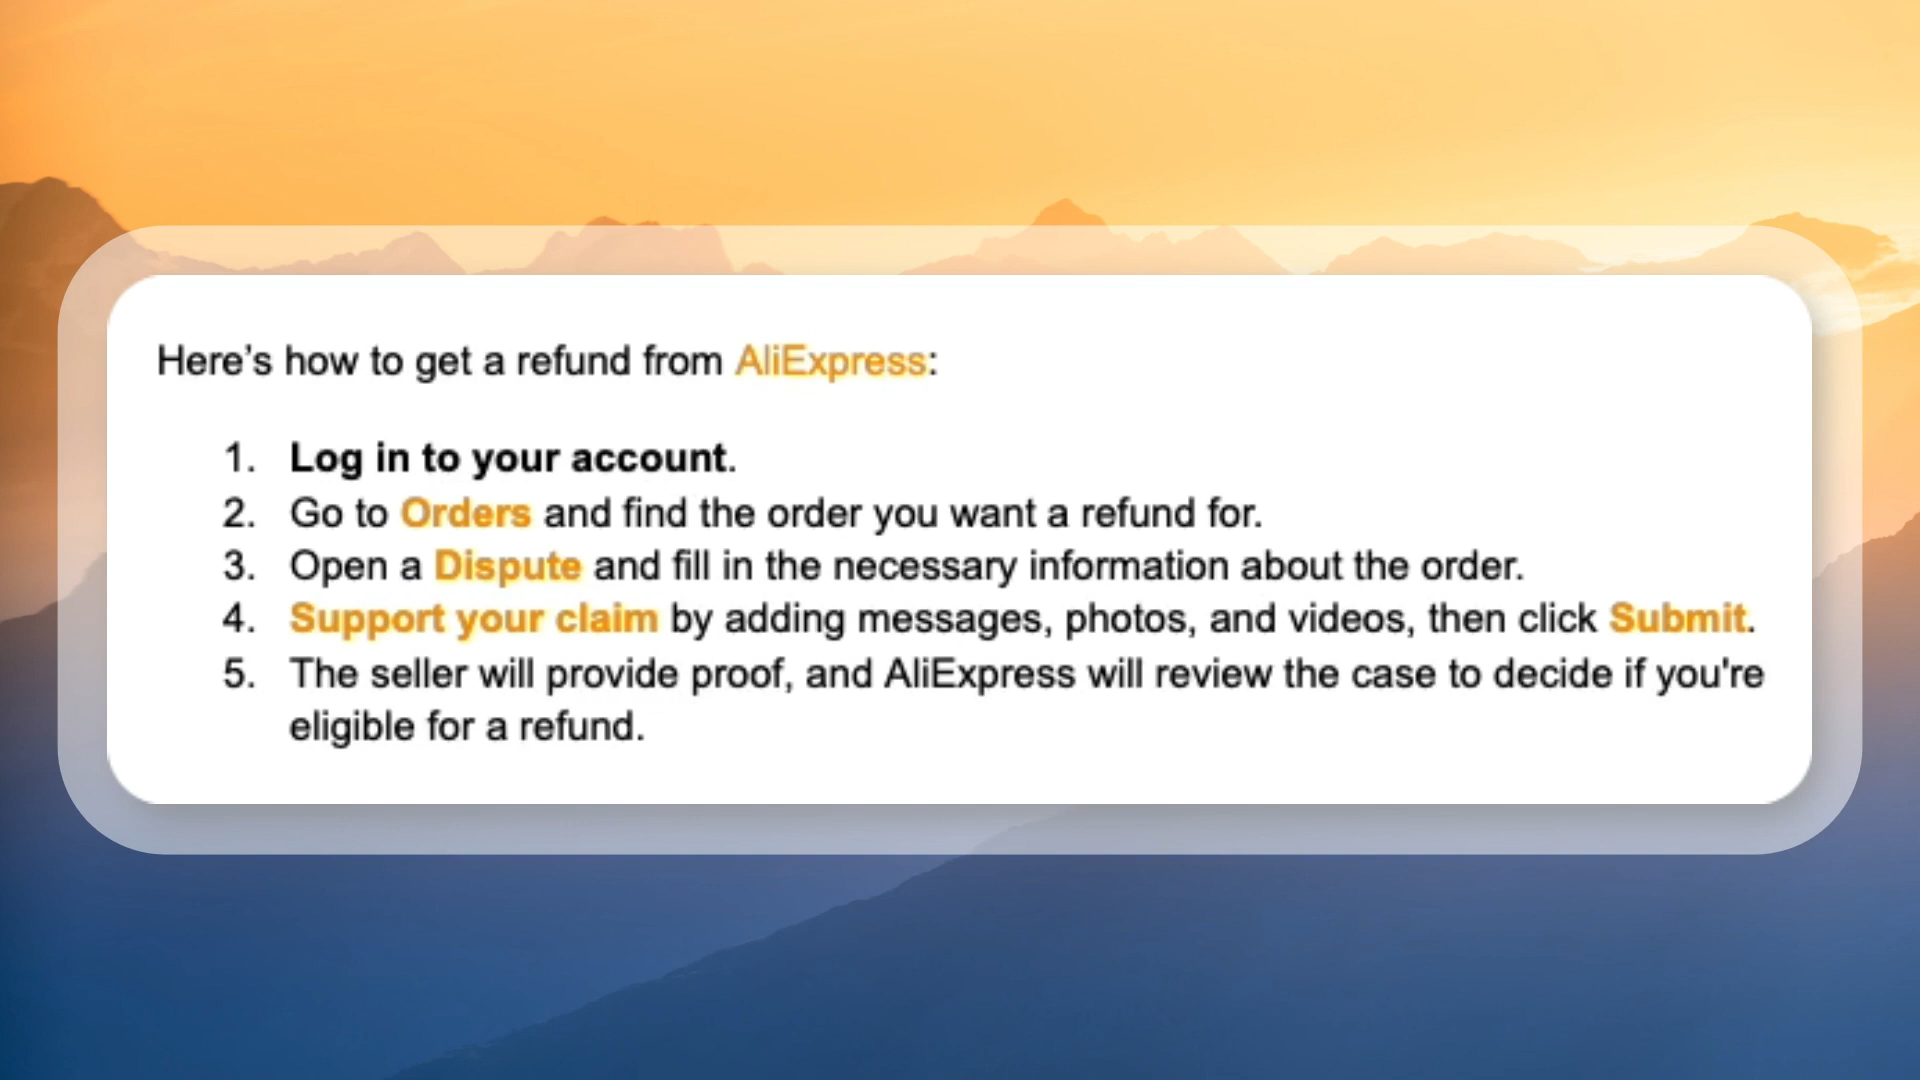 Here’s how to get a refund from AliExpress:
1. Log in to your account.
2. Go to Orders and find the order you want a refund for.
3. Open a Dispute and fill in the necessary information about the order.
4. Support your claim by adding messages, photos, and videos, then click Submit.
5. The seller will provide proof, and AliExpress will review the case to decide if you're
eligible for a refund.